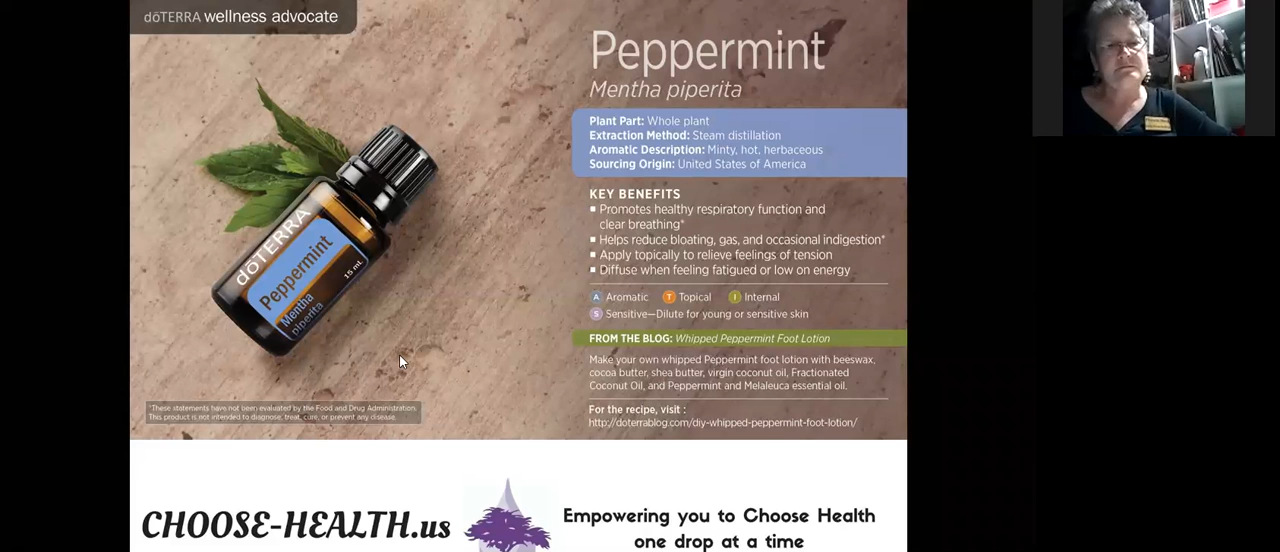 dōTERRA wellness advocate
Peppermint
Mentha piperita
Plant Part: Whole plant
Extraction Method: Steam distillation
Aromatic Description: Minty, hot, herbaceous
Sourcing Origin: United States of America
KEY BENEFITS
▪ Promotes healthy respiratory function and
clear breathing*
▪ Helps reduce bloating, gas, and occasional indigestion*
▪ Apply topically to relieve feelings of tension
▪ Diffuse when feeling fatigued or low on energy
A Aromatic T Topical I Internal
S Sensitive—Dilute for young or sensitive skin
FROM THE BLOG: Whipped Peppermint Foot Lotion
Make your own whipped Peppermint foot lotion with beeswax,
cocoa butter, shea butter, virgin coconut oil, Fractionated
Coconut Oil, and Peppermint and Melaleuca essential oil.
For the recipe, visit :
http://doterrablog.com/diy-whipped-peppermint-foot-lotion/
dōTERRA
Peppermint
Mentha
piperita
15 mL
*These statements have not been evaluated by the Food and Drug Administration.
This product is not intended to diagnose, treat, cure, or prevent any disease.
CHOOSE-HEALTH.us
Empowering you to Choose Health
one drop at a time